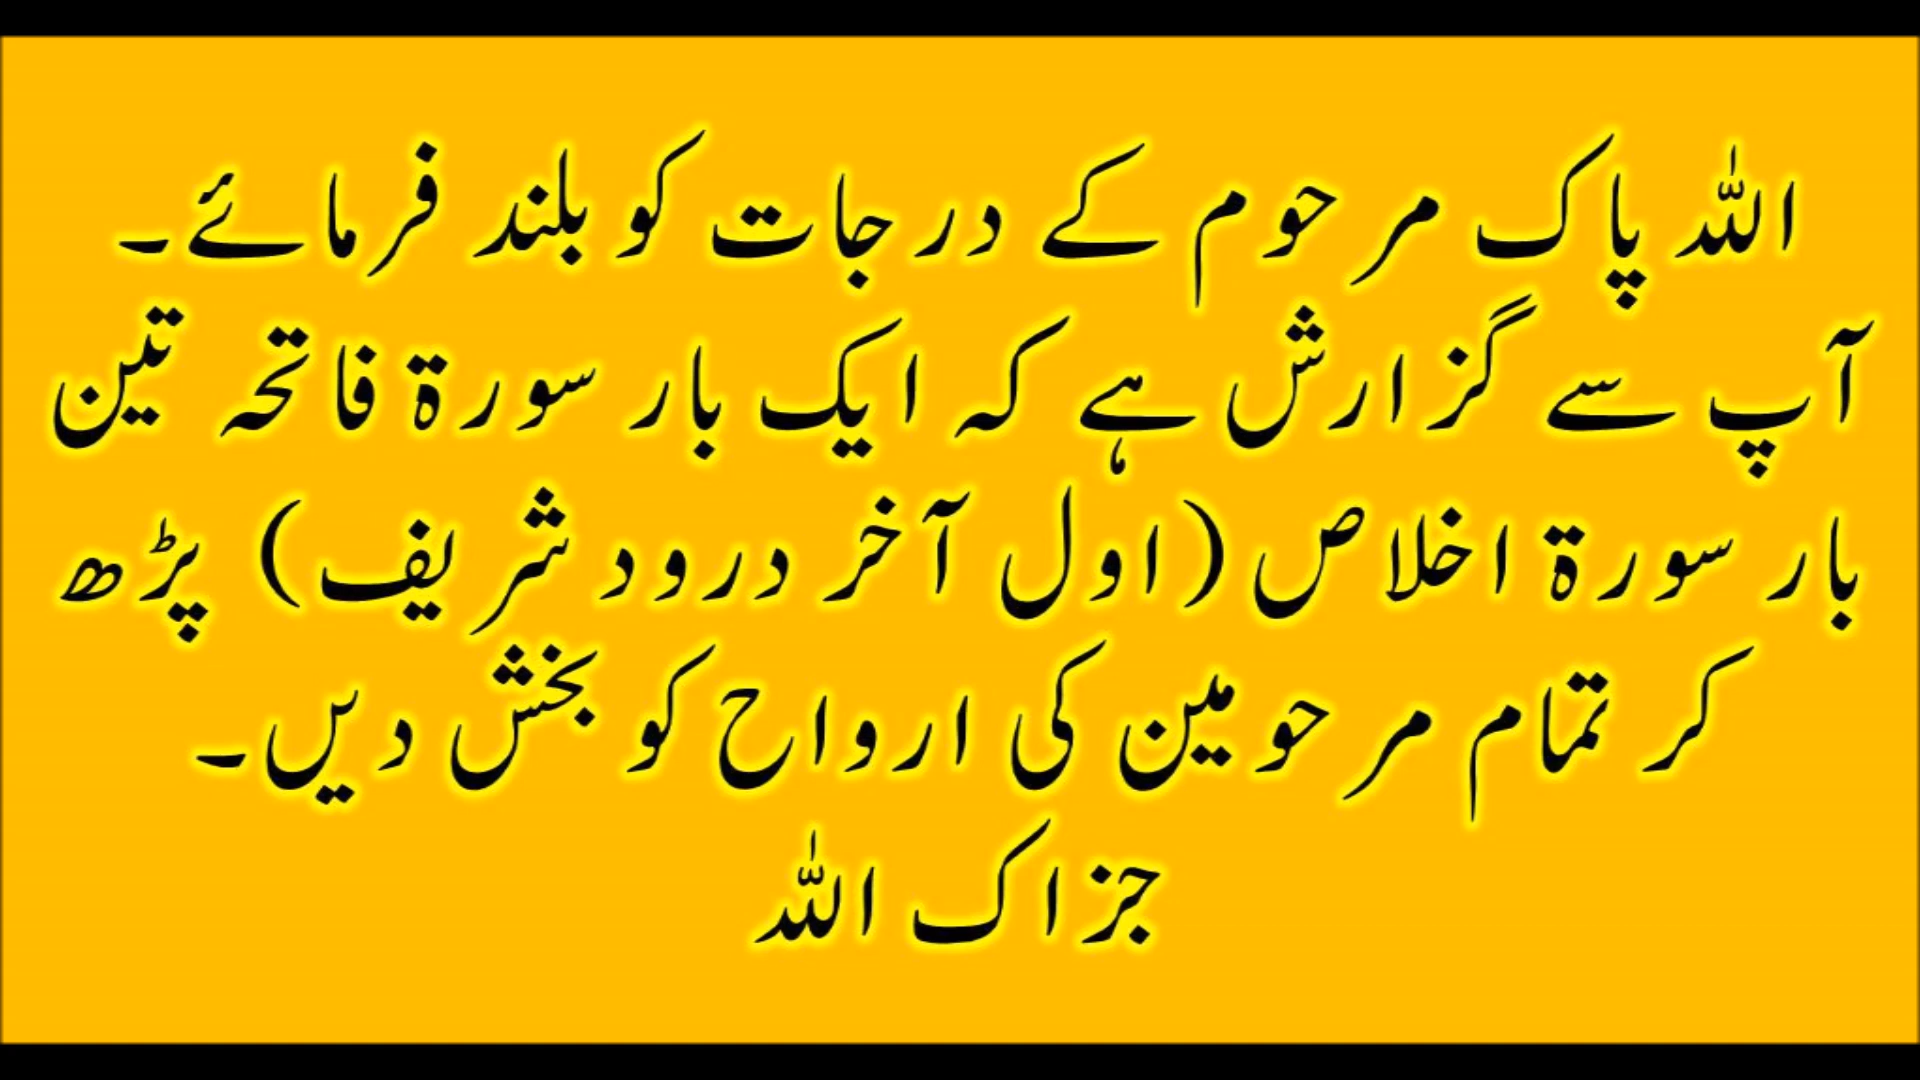 اللہ پاک مرحوم کے درجات کو بلند فرمائے۔
آپ سے گزارش ہے کہ ایک بار سورۃ فاتحہ تین
بار سورۃ اخلاص (اول آخر درود شریف) پڑھ
کر تمام مرحومین کی ارواح کو بخش دیں۔
جزاک اللہ